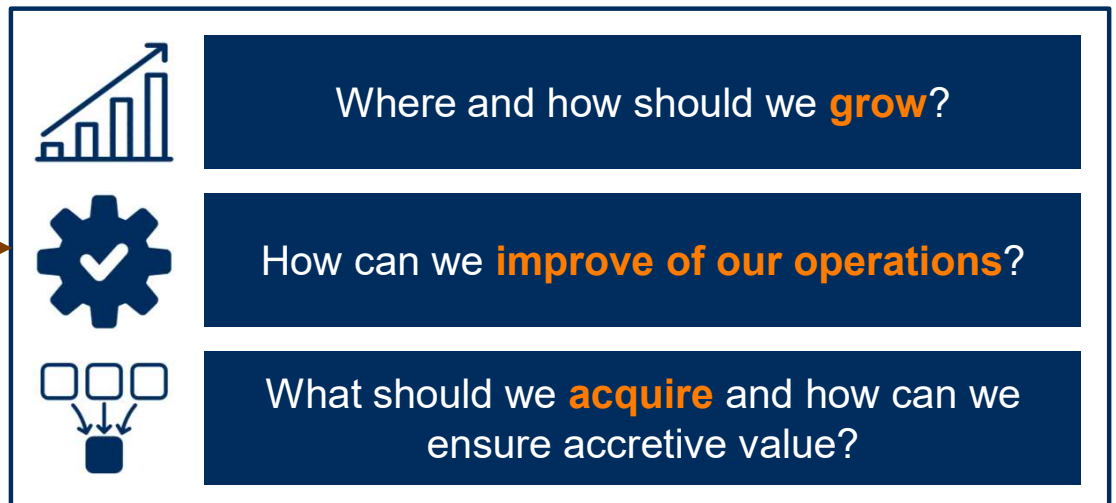 Where and how should we grow?
How can we improve of our operations?
What should we acquire and how can we
ensure accretive value?